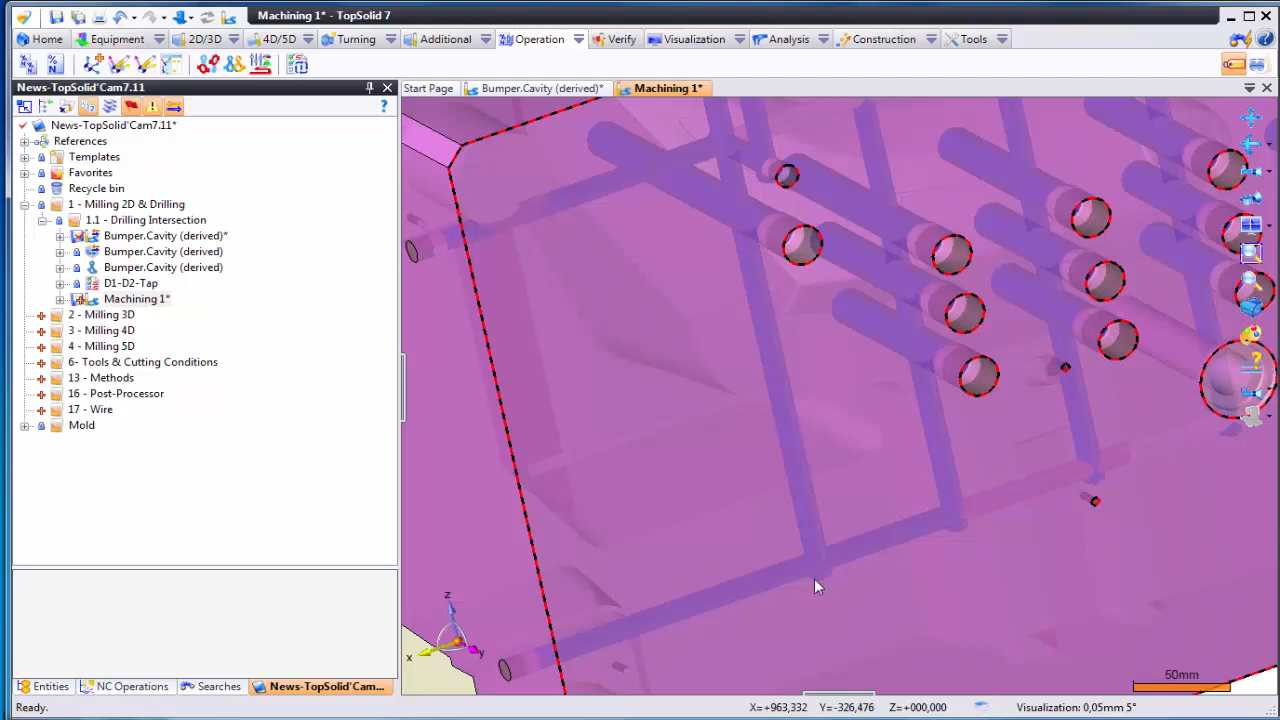 Machining 1* - TopSolid 7
Home Equipment 2D/3D 4D/5D Turning Additional Operation Verify Visualization Analysis Construction Tools
News-TopSolid'Cam7.11
Start Page Bumper.Cavity (derived)* Machining 1*
News-TopSolid'Cam7.11*
References
Templates
Favorites
Recycle bin
1 - Milling 2D & Drilling
1.1 - Drilling Intersection
Bumper.Cavity (derived)*
Bumper.Cavity (derived)
Bumper.Cavity (derived)
D1-D2-Tap
Machining 1*
2 - Milling 3D
3 - Milling 4D
4 - Milling 5D
6- Tools & Cutting Conditions
13 - Methods
16 - Post-Processor
17 - Wire
Mold
z
x
y
50mm
Entities NC Operations Searches News-TopSolid'Cam...
Ready. X=+963,332 Y=-326,476 Z=+000,000 Visualization: 0,05mm 5°